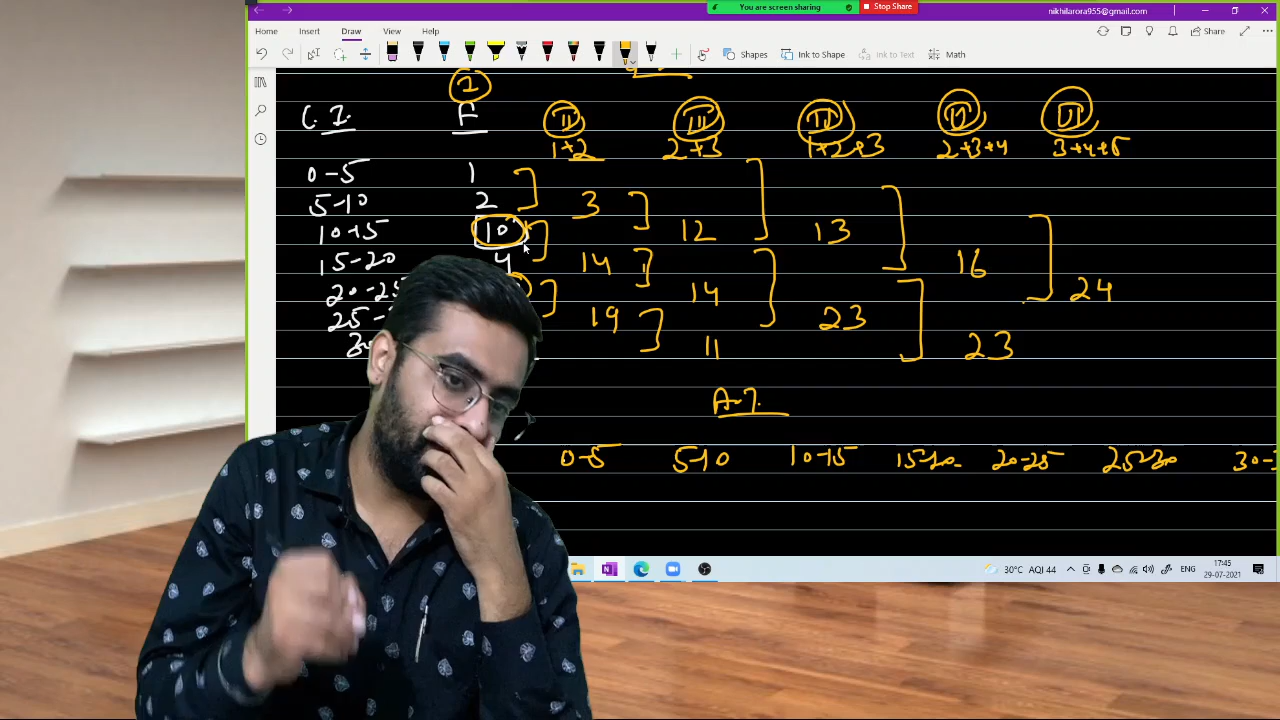 You are screen sharing
Stop Share
nikhilarora955@gmail.com
Home Insert Draw View Help
Share
Shapes Ink to Shape Ink to Text Math
I
C.I. F II III IV V VI
1+2 2+3 1+2+3 2+3+4 3+4+5
0-5 1
5-10 2 3
10-15 10 12 13
15-20 4 14 16
20-25 14 24
25- 19 23
11 23
A.T.
0-5 5-10 10-15 15-20 20-25 25-30 30-
30°C AQI 44 ENG 17:45
29-07-2021